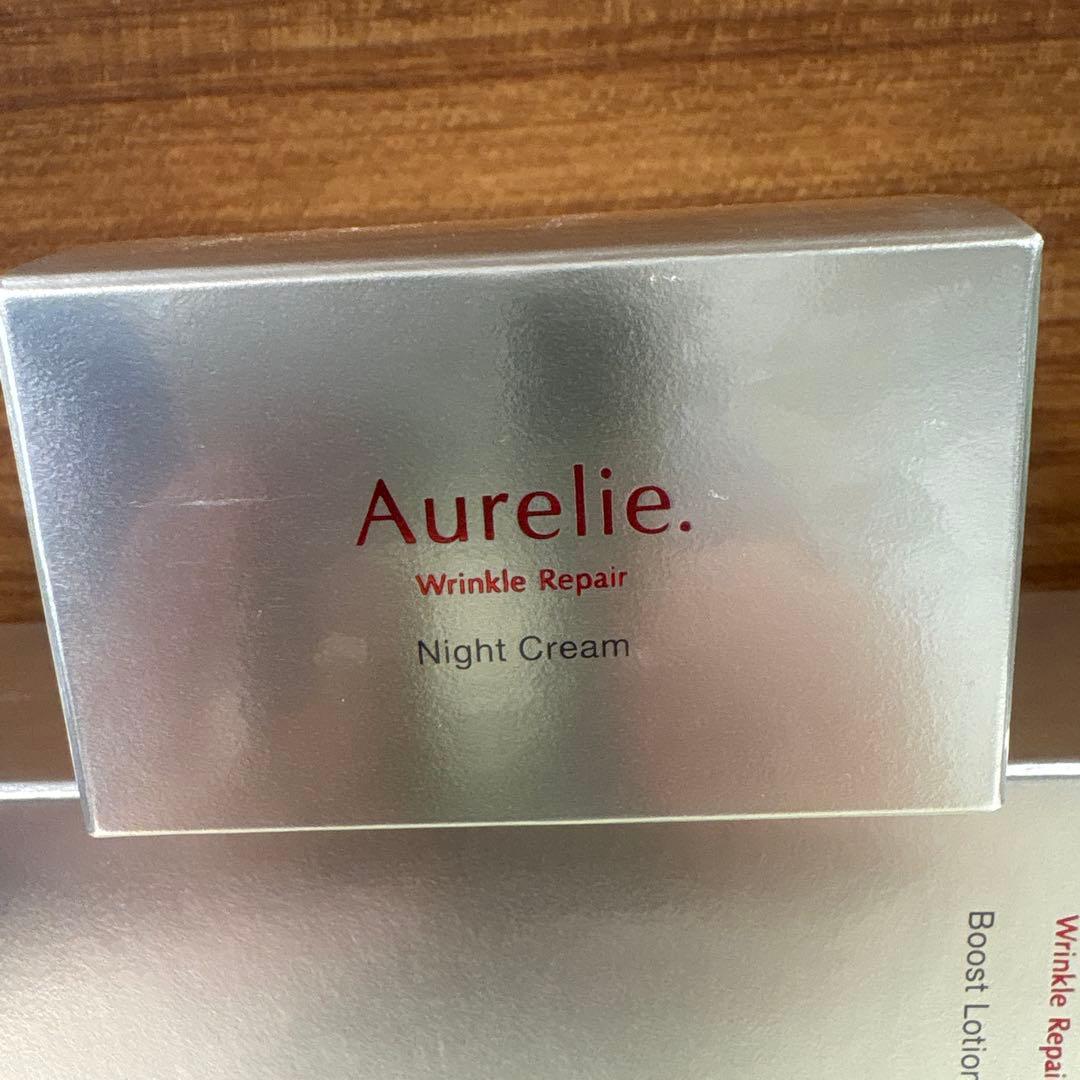 Aurelie.
Wrinkle Repair
Night Cream
Wrinkle Repai
Boost Lotion